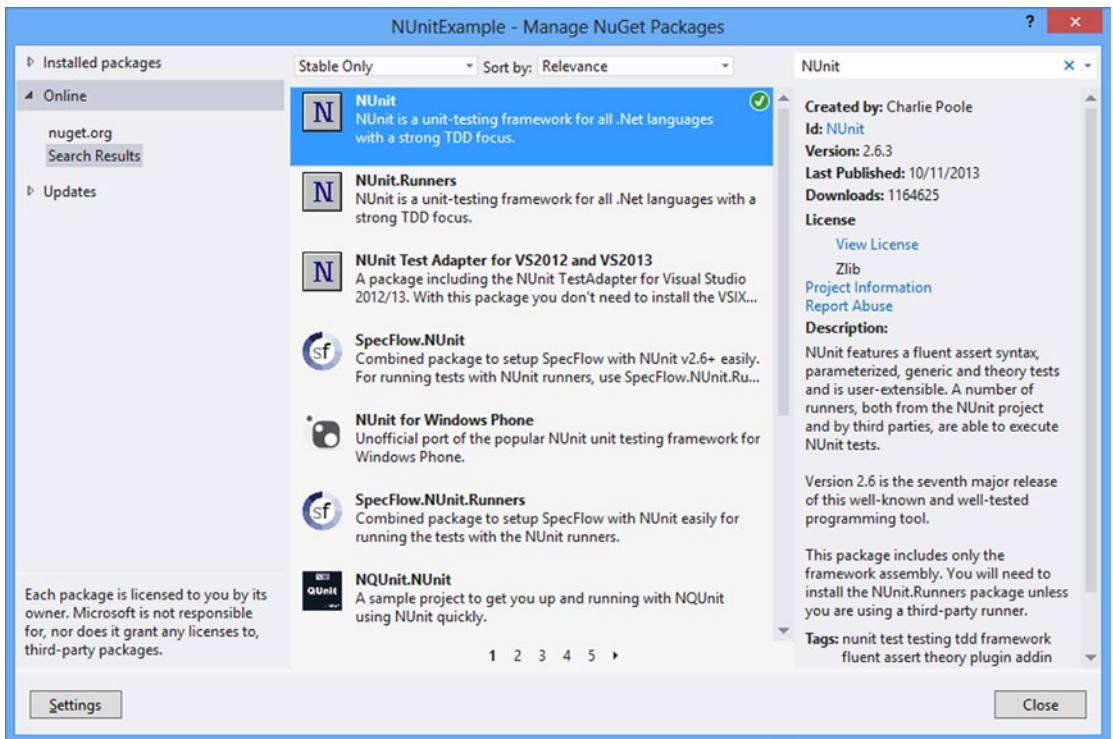 NUnitExample - Manage NuGet Packages
?
Installed packages
Online
nuget.org
Search Results
Updates
Each package is licensed to you by its
owner. Microsoft is not responsible
for, nor does it grant any licenses to,
third-party packages.
Stable Only
Sort by: Relevance
NUnit
NUnit is a unit-testing framework for all .Net languages
with a strong TDD focus.
NUnit.Runners
NUnit is a unit-testing framework for all .Net languages with a
strong TDD focus.
NUnit Test Adapter for VS2012 and VS2013
A package including the NUnit TestAdapter for Visual Studio
2012/13. With this package you don't need to install the VSIX...
SpecFlow.NUnit
Combined package to setup SpecFlow with NUnit v2.6+ easily.
For running tests with NUnit runners, use SpecFlow.NUnit.Ru...
NUnit for Windows Phone
Unofficial port of the popular NUnit unit testing framework for
Windows Phone.
SpecFlow.NUnit.Runners
Combined package to setup SpecFlow with NUnit easily for
running the tests with the NUnit runners.
NQUnit.NUnit
A sample project to get you up and running with NQUnit
using NUnit quickly.
N
N
N
sf
sf
QUnit
1 2 3 4 5
NUnit
Created by: Charlie Poole
Id: NUnit
Version: 2.6.3
Last Published: 10/11/2013
Downloads: 1164625
License
View License
Zlib
Project Information
Report Abuse
Description:
NUnit features a fluent assert syntax,
parameterized, generic and theory tests
and is user-extensible. A number of
runners, both from the NUnit project
and by third parties, are able to execute
NUnit tests.
Version 2.6 is the seventh major release
of this well-known and well-tested
programming tool.
This package includes only the
framework assembly. You will need to
install the NUnit.Runners package unless
you are using a third-party runner.
Tags: nunit test testing tdd framework
fluent assert theory plugin addin
Settings
Close